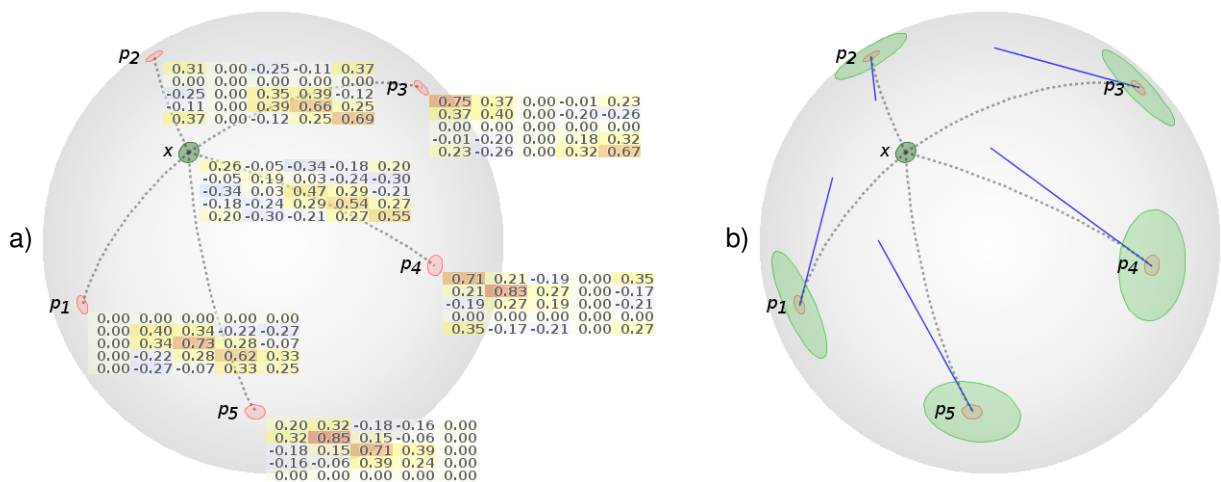 a)
p2
0.31 0.00 -0.25 -0.11 0.37
0.00 0.00 0.00 0.00 0.00
-0.25 0.00 0.35 0.39 -0.12
-0.11 0.00 0.39 0.66 0.25
0.37 0.00 -0.12 0.25 0.69
p3
0.75 0.37 0.00 -0.01 0.23
0.37 0.40 0.00 -0.20 -0.26
0.00 0.00 0.00 0.00 0.00
-0.01 -0.20 0.00 0.18 0.32
0.23 -0.26 0.00 0.32 0.67
x
0.26 -0.05 -0.34 -0.18 0.20
-0.05 0.19 0.03 -0.24 -0.30
-0.34 0.03 0.47 0.29 -0.21
-0.18 -0.24 0.29 0.54 0.27
0.20 -0.30 -0.21 0.27 0.55
p4
0.71 0.21 -0.19 0.00 0.35
0.21 0.83 0.27 0.00 -0.17
-0.19 0.27 0.19 0.00 -0.21
0.00 0.00 0.00 0.00 0.00
0.35 -0.17 -0.21 0.00 0.27
p1
0.00 0.00 0.00 0.00 0.00
0.00 0.40 0.34 -0.22 -0.27
0.00 0.34 0.73 0.28 -0.07
0.00 -0.22 0.28 0.62 0.33
0.00 -0.27 -0.07 0.33 0.25
p5
0.20 0.32 -0.18 -0.16 0.00
0.32 0.85 0.15 -0.06 0.00
-0.18 0.15 0.71 0.39 0.00
-0.16 -0.06 0.39 0.24 0.00
0.00 0.00 0.00 0.00 0.00
b)
p2
p3
x
p4
p1
p5